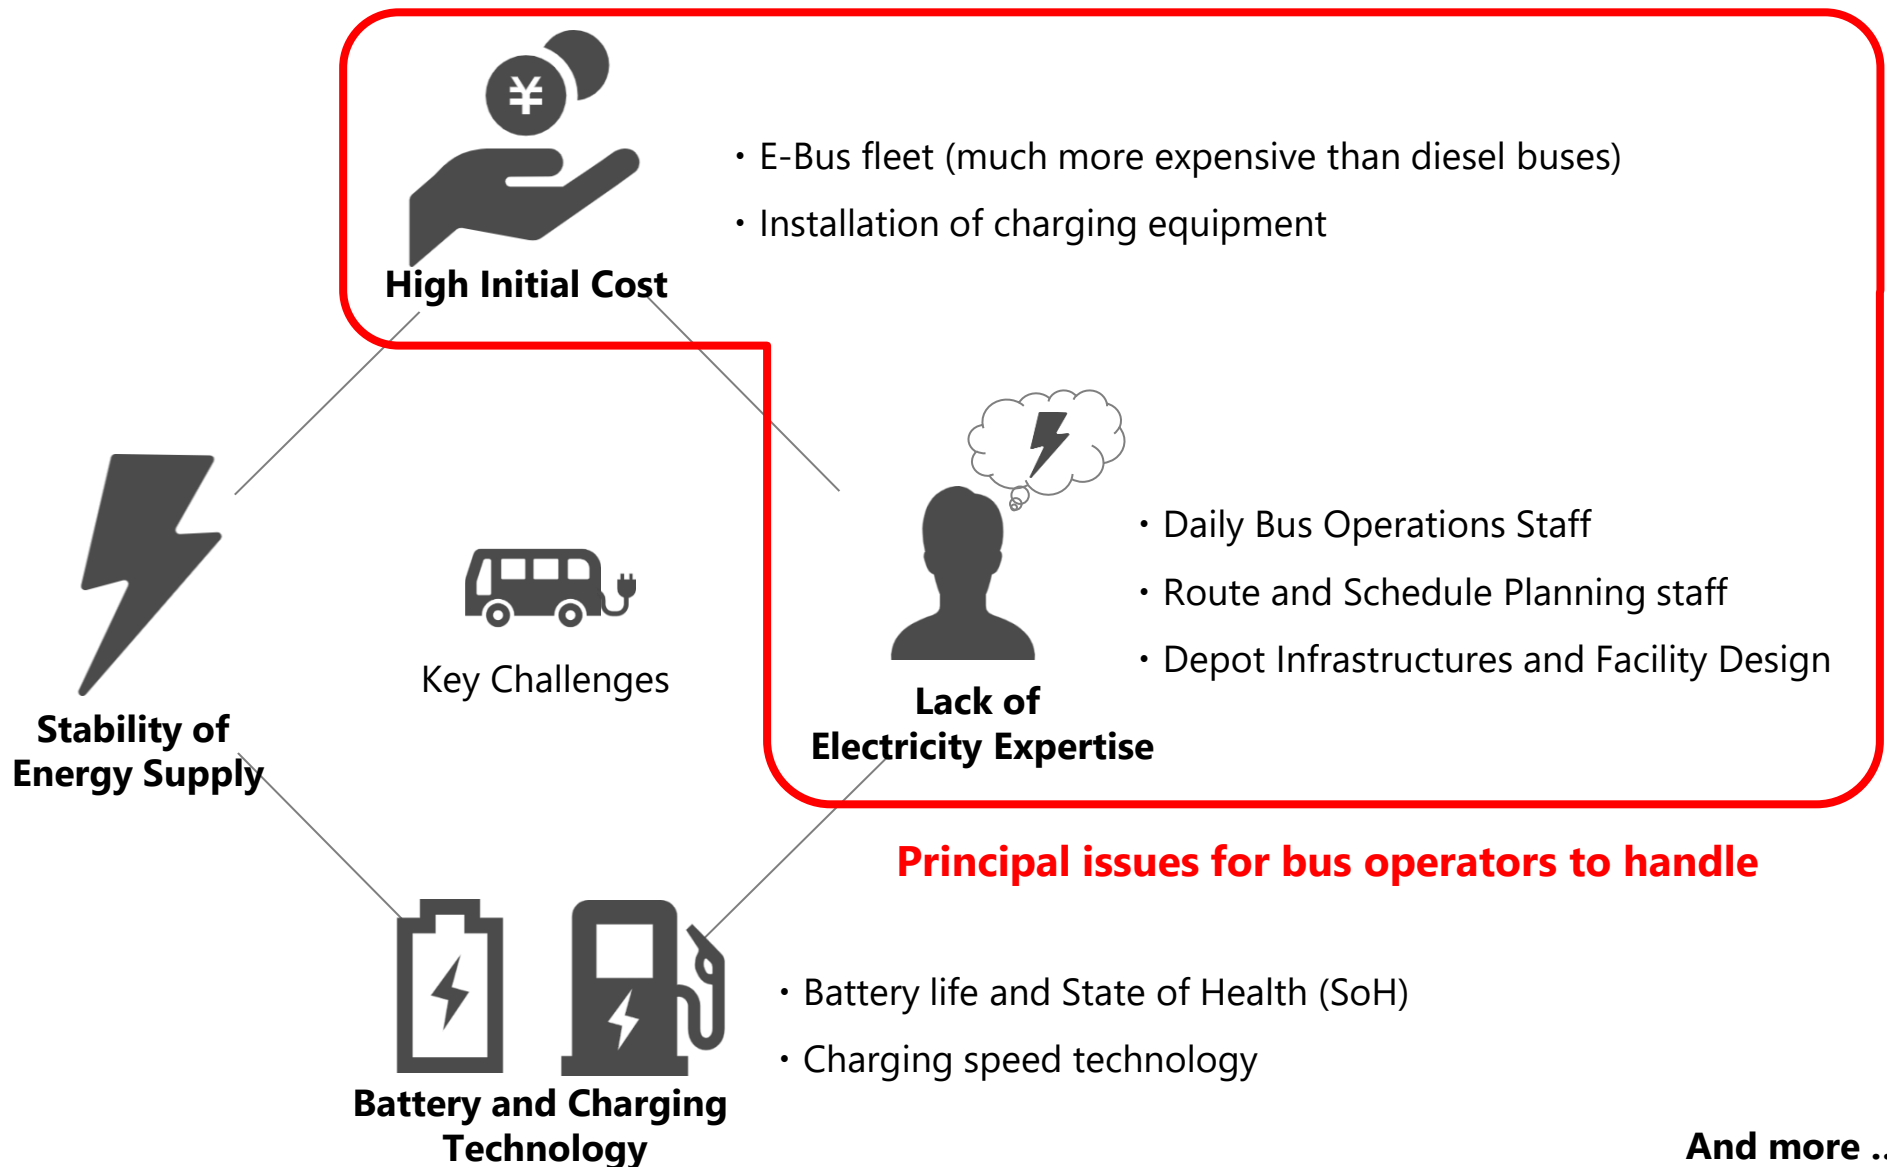 ¥
・E-Bus fleet (much more expensive than diesel buses)
・Installation of charging equipment
High Initial Cost
・Daily Bus Operations Staff
・Route and Schedule Planning staff
・Depot Infrastructures and Facility Design
Lack of
Electricity Expertise
Key Challenges
Stability of
Energy Supply
Principal issues for bus operators to handle
・Battery life and State of Health (SoH)
・Charging speed technology
Battery and Charging
Technology
And more ..